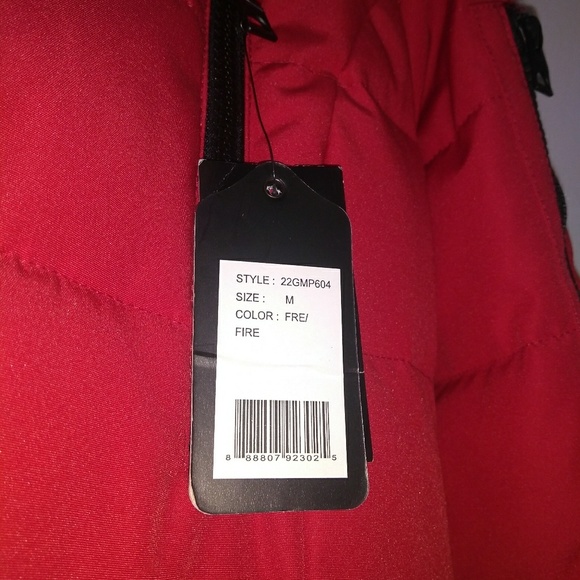 STYLE : 22GMP604
SIZE : M
COLOR : FRE/
FIRE
8 88807 92302 5